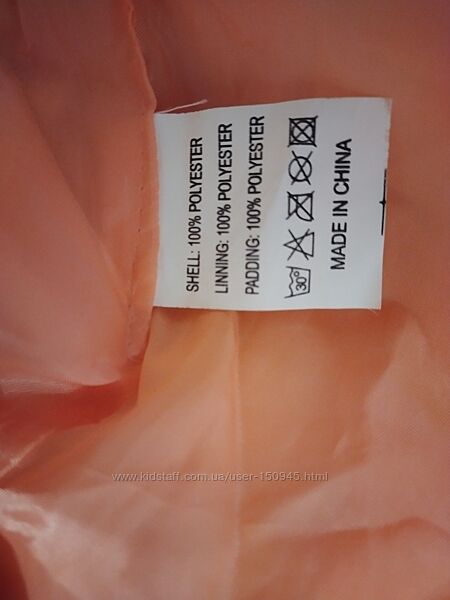 SHELL: 100% POLYESTER
LINNING: 100% POLYESTER
PADDING: 100% POLYESTER
30°
MADE IN CHINA
www.kidstaff.com.ua/user-150945.html